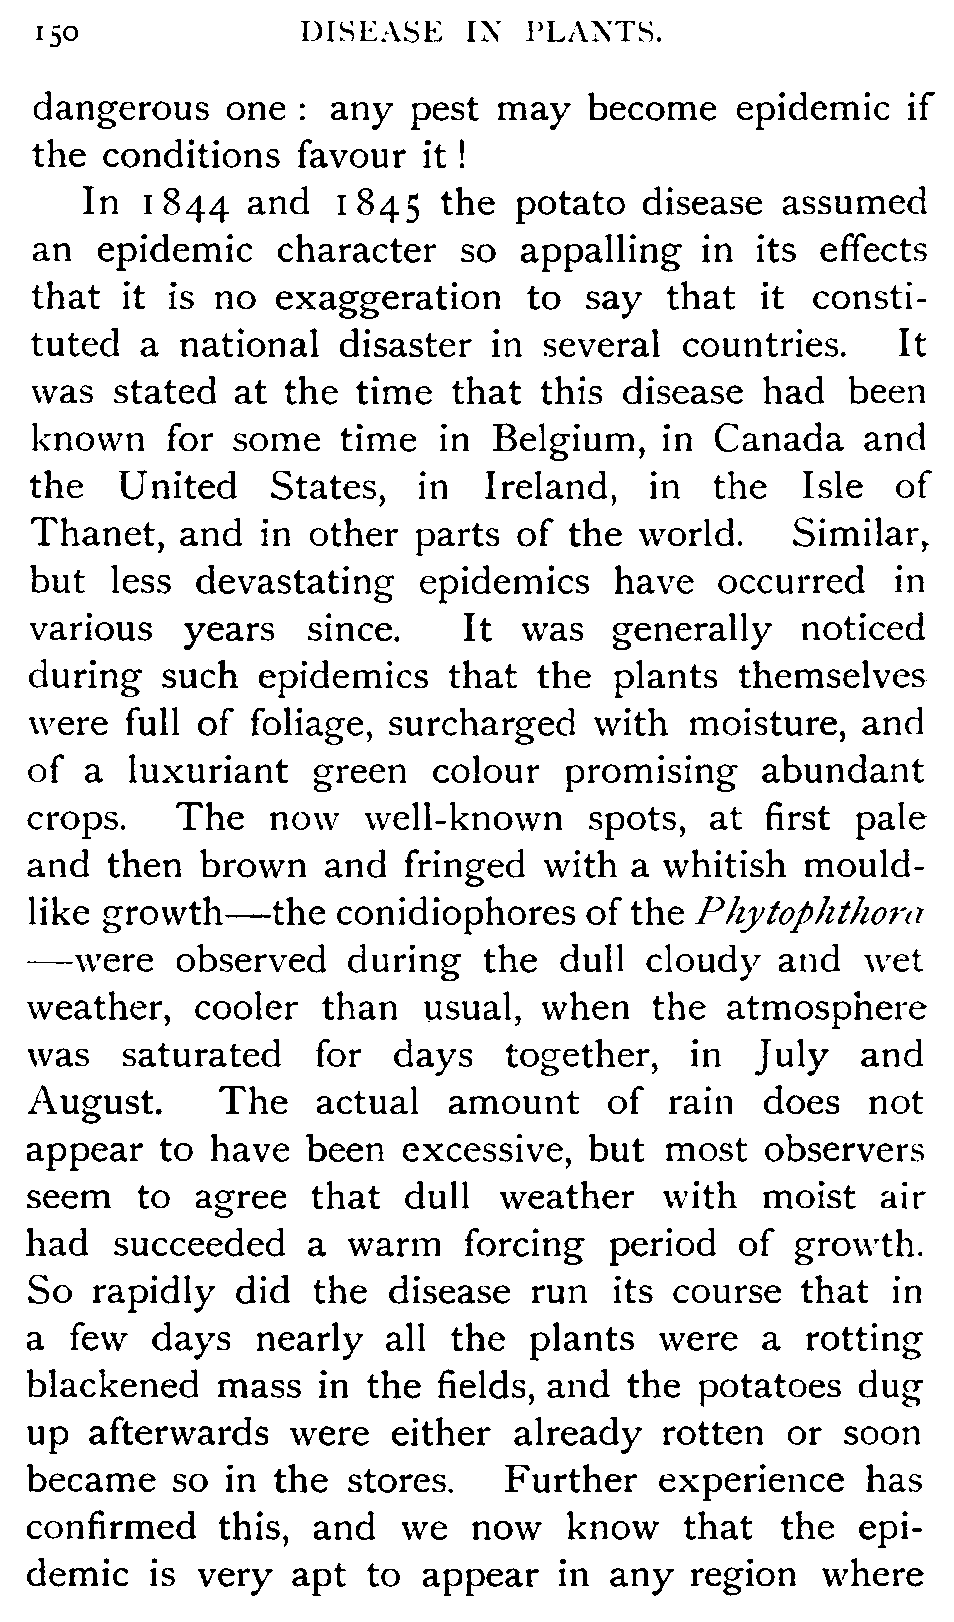 150 DISEASE IN PLANTS.
dangerous one : any pest may become epidemic if
the conditions favour it !
In 1844 and 1845 the potato disease assumed
an epidemic character so appalling in its effects
that it is no exaggeration to say that it consti-
tuted a national disaster in several countries. It
was stated at the time that this disease had been
known for some time in Belgium, in Canada and
the United States, in Ireland, in the Isle of
Thanet, and in other parts of the world. Similar,
but less devastating epidemics have occurred in
various years since. It was generally noticed
during such epidemics that the plants themselves
were full of foliage, surcharged with moisture, and
of a luxuriant green colour promising abundant
crops. The now well-known spots, at first pale
and then brown and fringed with a whitish mould-
like growth—the conidiophores of the Phytophthora
—were observed during the dull cloudy and wet
weather, cooler than usual, when the atmosphere
was saturated for days together, in July and
August. The actual amount of rain does not
appear to have been excessive, but most observers
seem to agree that dull weather with moist air
had succeeded a warm forcing period of growth.
So rapidly did the disease run its course that in
a few days nearly all the plants were a rotting
blackened mass in the fields, and the potatoes dug
up afterwards were either already rotten or soon
became so in the stores. Further experience has
confirmed this, and we now know that the epi-
demic is very apt to appear in any region where